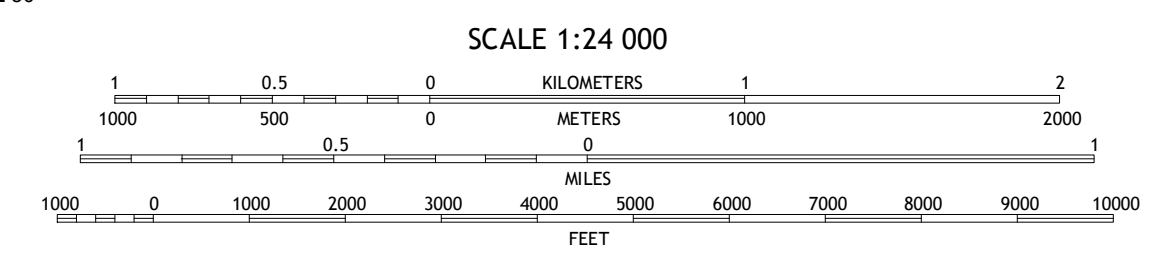 SCALE 1:24 000
1 0.5 0 KILOMETERS 1 2
1000 500 0 METERS 1000 2000
1 0.5 0 1
MILES
1000 0 1000 2000 3000 4000 5000 6000 7000 8000 9000 10000
FEET